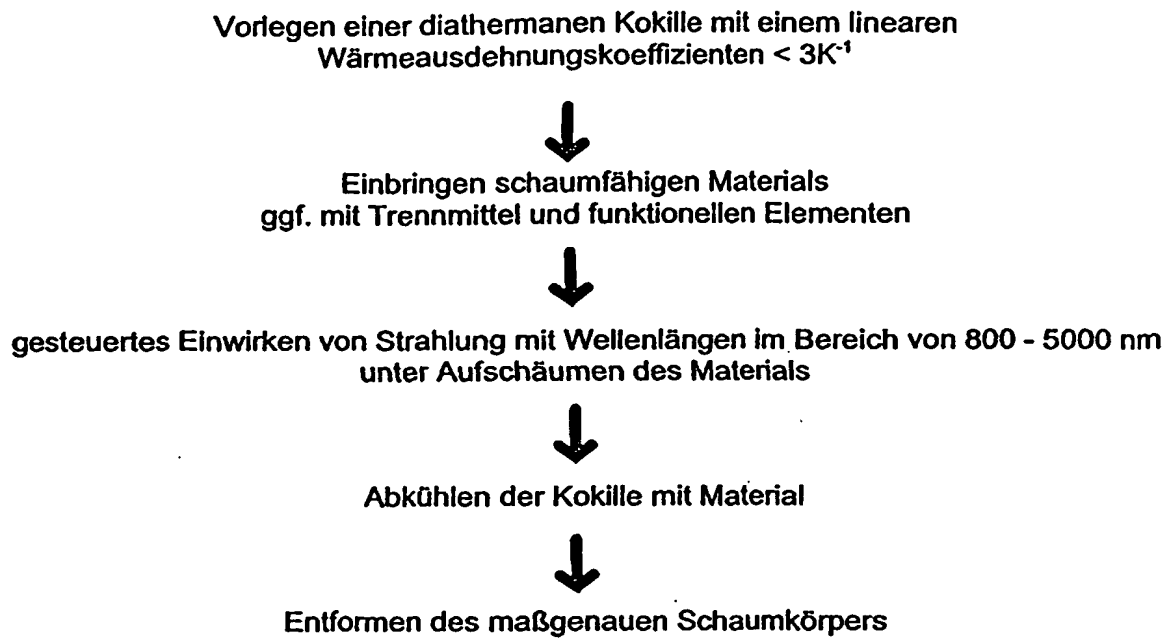 Vorlegen einer diathermanen Kokille mit einem linearen
Wärmeausdehnungskoeffizienten < 3K⁻¹
Einbringen schaumfähigen Materials
ggf. mit Trennmittel und funktionellen Elementen
gesteuertes Einwirken von Strahlung mit Wellenlängen im Bereich von 800 - 5000 nm
unter Aufschäumen des Materials
Abkühlen der Kokille mit Material
Entformen des maßgenauen Schaumkörpers